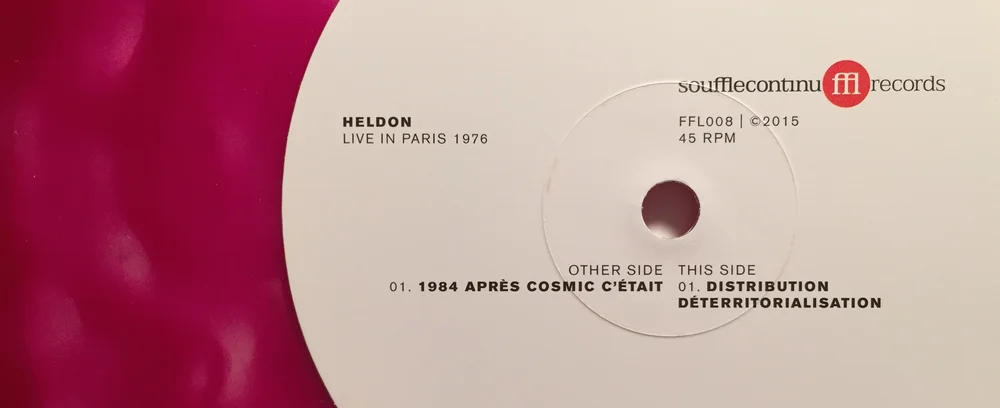 soufflecontinu ffl records
HELDON
LIVE IN PARIS 1976
FFL008 | ©2015
45 RPM
OTHER SIDE
01. 1984 APRÈS COSMIC C'ÉTAIT
THIS SIDE
01. DISTRIBUTION
DÉTERRITORIALISATION